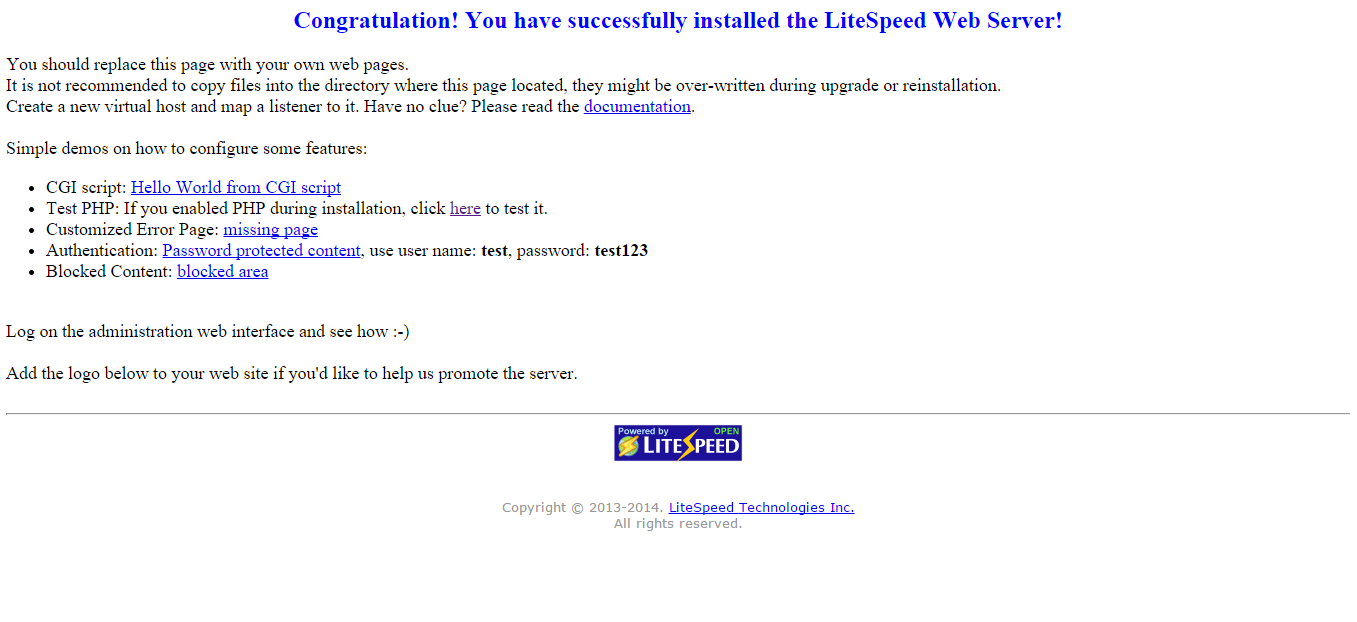 Congratulation! You have successfully installed the LiteSpeed Web Server!
You should replace this page with your own web pages.
It is not recommended to copy files into the directory where this page located, they might be over-written during upgrade or reinstallation.
Create a new virtual host and map a listener to it. Have no clue? Please read the documentation.
Simple demos on how to configure some features:
• CGI script: Hello World from CGI script
• Test PHP: If you enabled PHP during installation, click here to test it.
• Customized Error Page: missing page
• Authentication: Password protected content, use user name: test, password: test123
• Blocked Content: blocked area
Log on the administration web interface and see how :-)
Add the logo below to your web site if you'd like to help us promote the server.
Powered by OPEN
LITESPEED
Copyright © 2013-2014. LiteSpeed Technologies Inc.
All rights reserved.